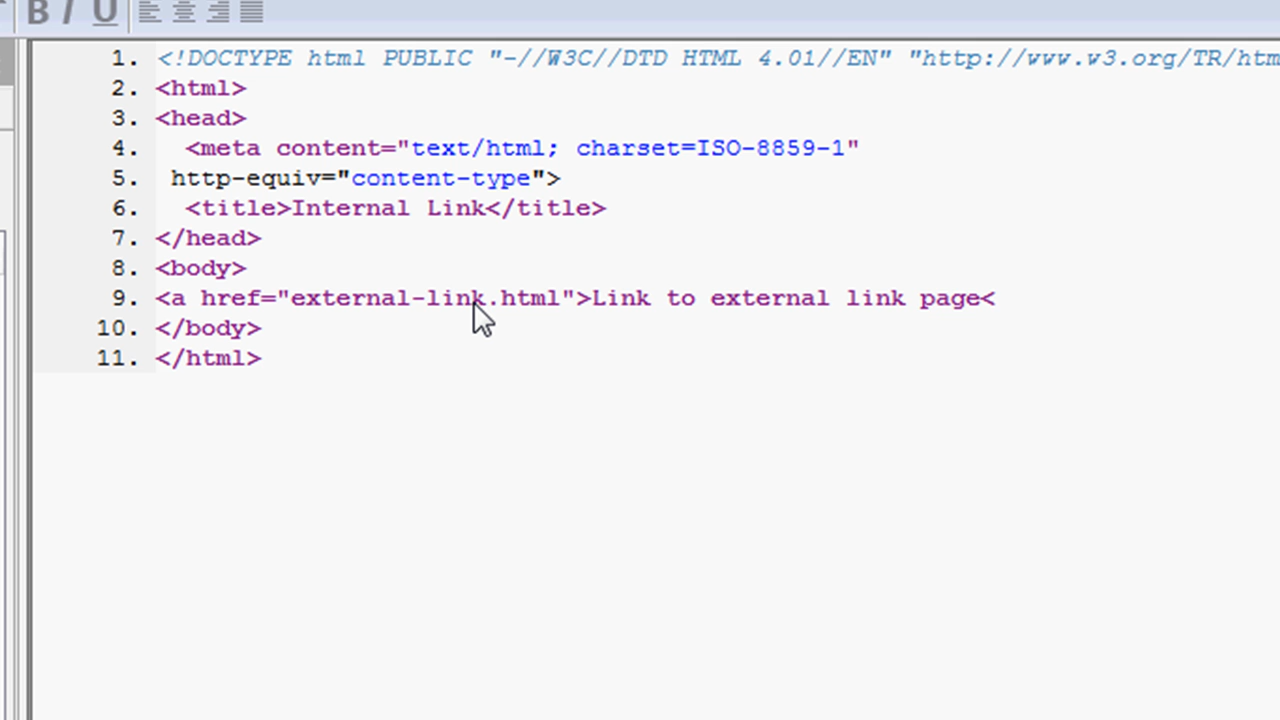 B I U
1. <!DOCTYPE html PUBLIC "-//W3C//DTD HTML 4.01//EN" "http://www.w3.org/TR/htm
2. <html>
3. <head>
4. <meta content="text/html; charset=ISO-8859-1"
5. http-equiv="content-type">
6. <title>Internal Link</title>
7. </head>
8. <body>
9. <a href="external-link.html">Link to external link page<
10. </body>
11. </html>